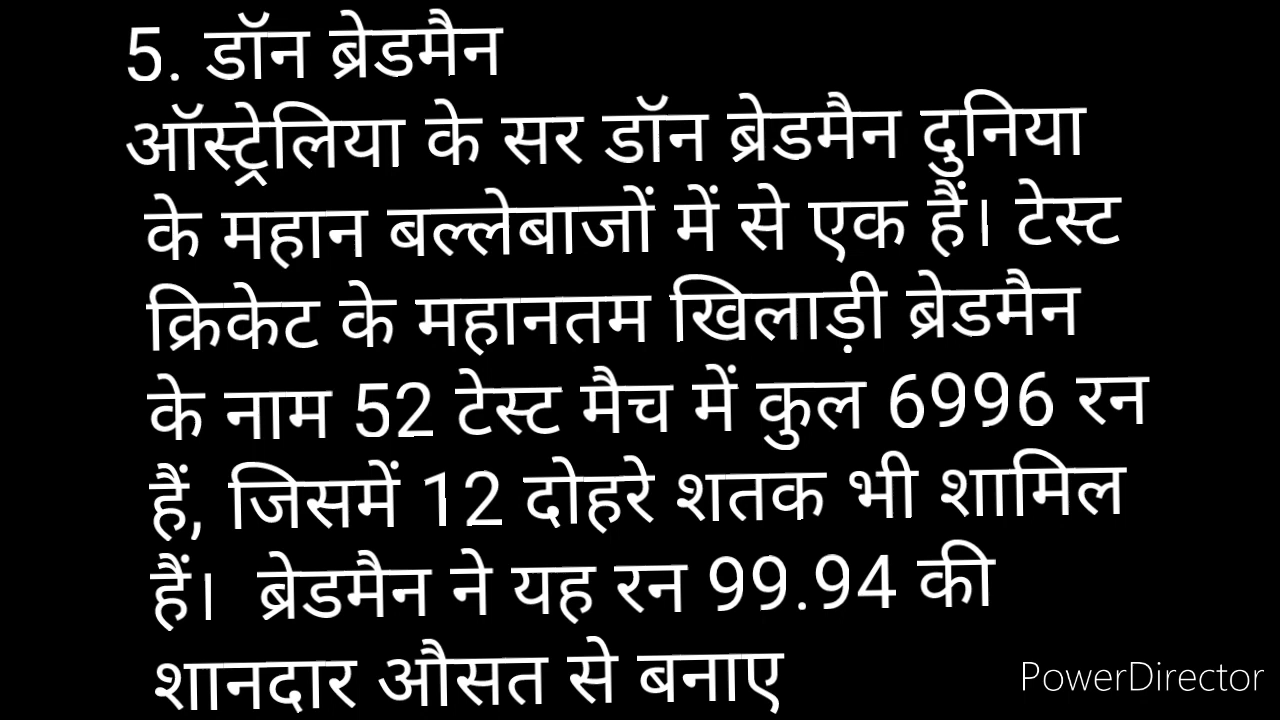 5. डॉन ब्रेडमैन
ऑस्ट्रेलिया के सर डॉन ब्रेडमैन दुनिया
के महान बल्लेबाजों में से एक हैं। टेस्ट
क्रिकेट के महानतम खिलाड़ी ब्रेडमैन
के नाम 52 टेस्ट मैच में कुल 6996 रन
हैं, जिसमें 12 दोहरे शतक भी शामिल
हैं। ब्रेडमैन ने यह रन 99.94 की
शानदार औसत से बनाए
PowerDirector